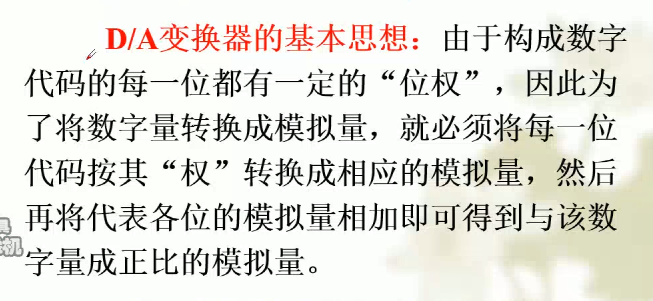 D/A变换器的基本思想：由于构成数字
代码的每一位都有一定的“位权”，因此为
了将数字量转换成模拟量，就必须将每一位
代码按其“权”转换成相应的模拟量，然后
再将代表各位的模拟量相加即可得到与该数
字量成正比的模拟量。